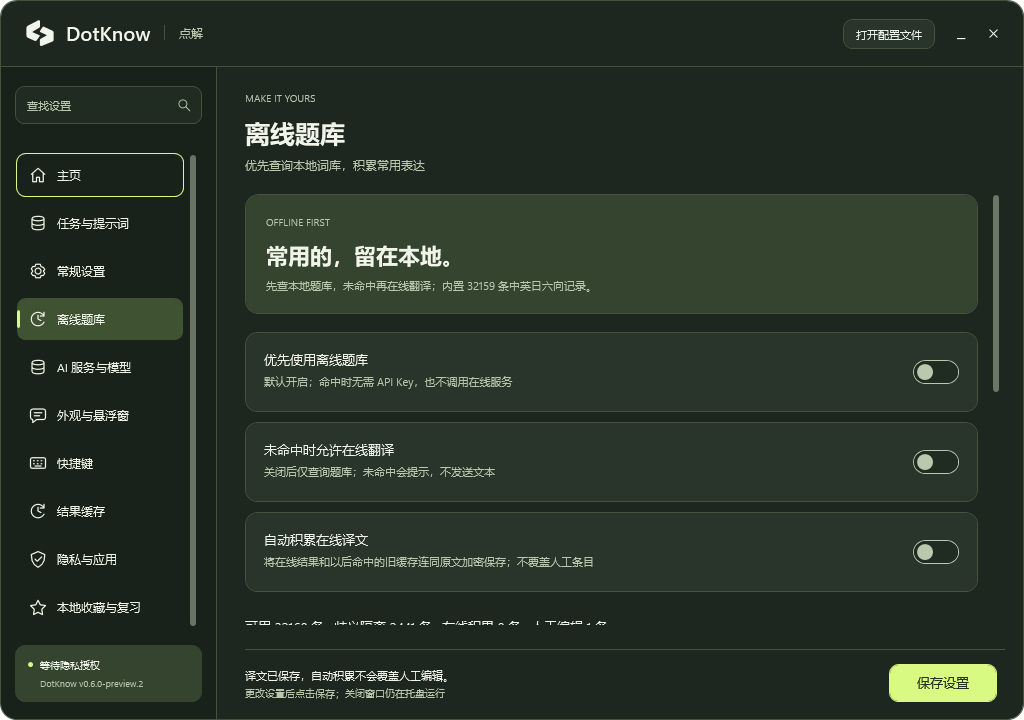 DotKnow 点解
打开配置文件
查找设置
主页
任务与提示词
常规设置
离线题库
AI 服务与模型
外观与悬浮窗
快捷键
结果缓存
隐私与应用
本地收藏与复习
等待隐私授权
DotKnow v0.6.0-preview.2
MAKE IT YOURS
离线题库
优先查询本地词库，积累常用表达
OFFLINE FIRST
常用的，留在本地。
先查本地题库，未命中再在线翻译；内置 32159 条中英日六向记录。
优先使用离线题库
默认开启；命中时无需 API Key，也不调用在线服务
未命中时允许在线翻译
关闭后仅查询题库；未命中会提示，不发送文本
自动积累在线译文
将在线结果和以后命中的旧缓存连同原文加密保存；不覆盖人工条目
译文已保存，自动积累不会覆盖人工编辑。
更改设置后点击保存；关闭窗口仍在托盘运行
保存设置